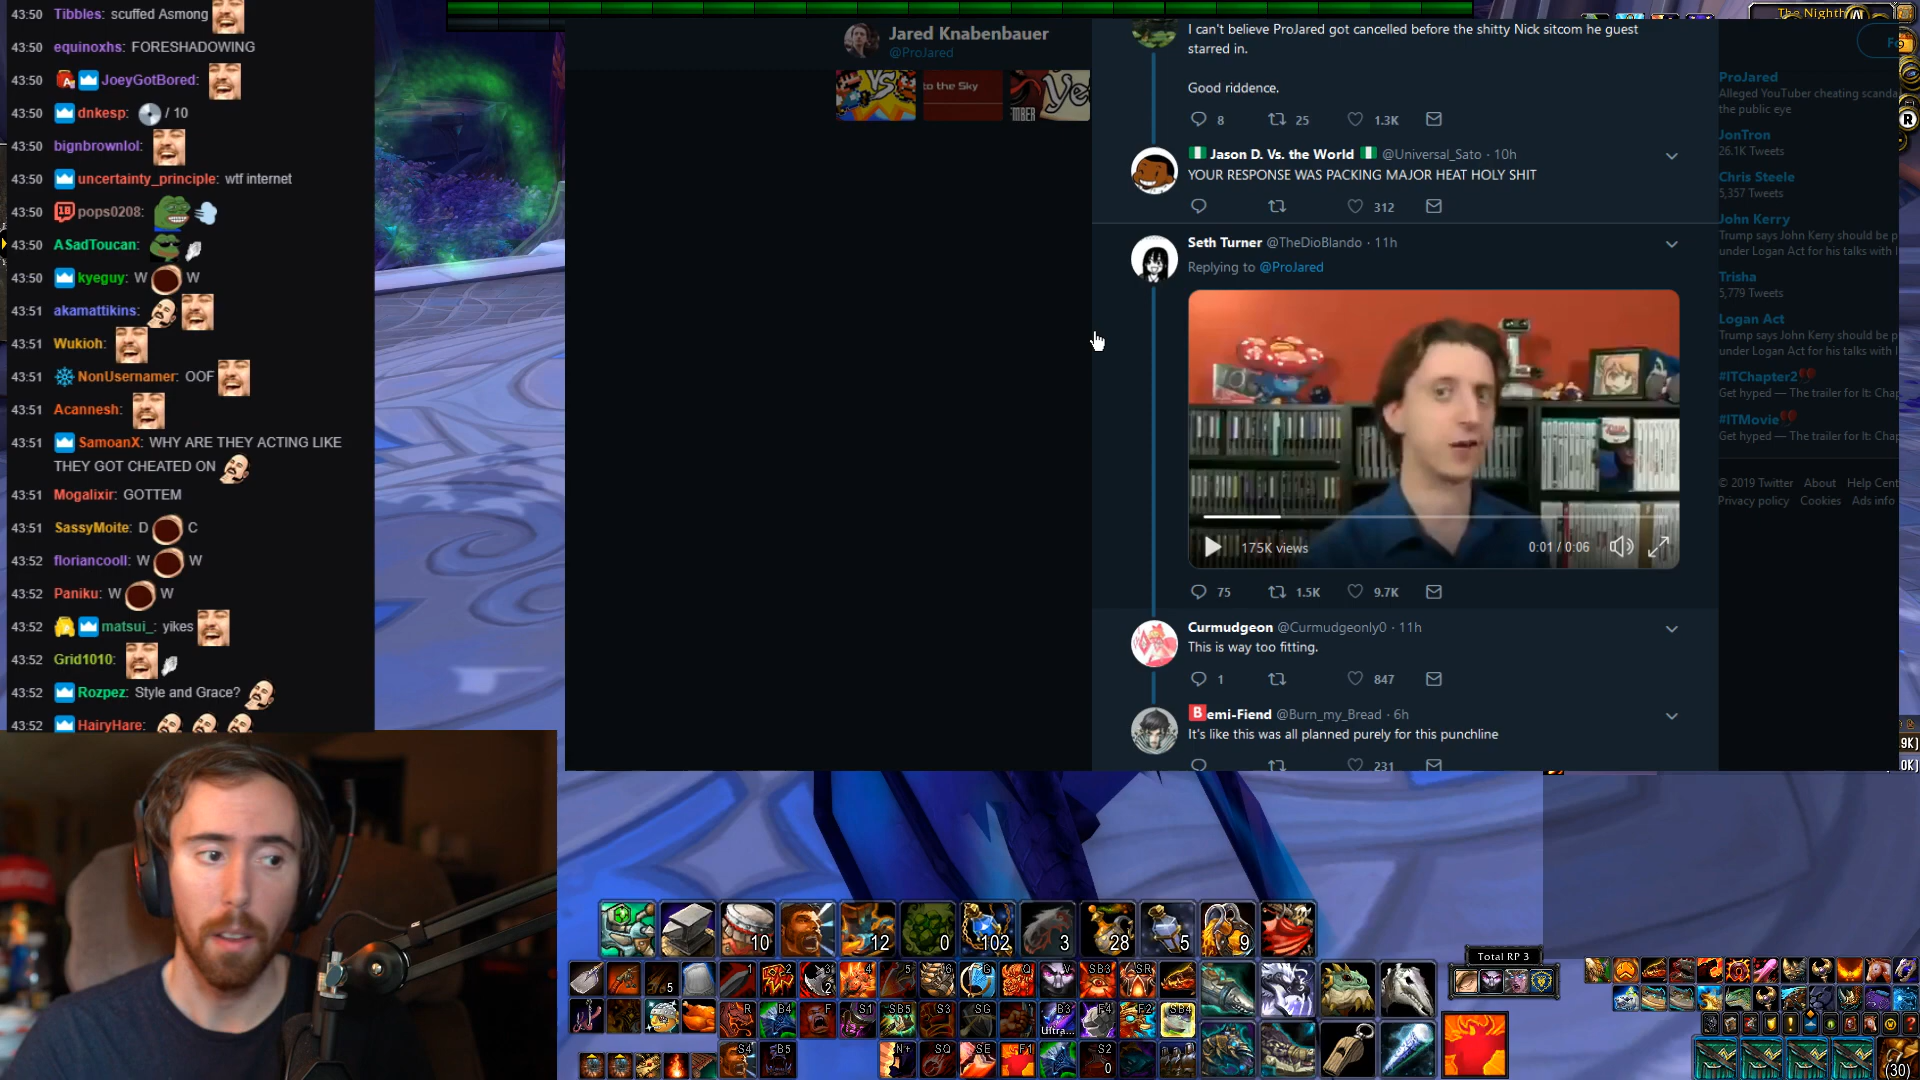 43:50 Tibbles: scuffed Asmong
43:50 equinoxhs: FORESHADOWING
43:50 JoeyGotBored:
43:50 dnkesp: / 10
43:50 bignbrownlol:
43:50 uncertainty_principle: wtf internet
43:50 pops0208:
43:50 ASadToucan:
43:50 kyeguy: W W
43:51 akamattikins:
43:51 Wukioh:
43:51 NonUsernamer: OOF
43:51 Acannesh:
43:51 SamoanX: WHY ARE THEY ACTING LIKE
THEY GOT CHEATED ON
43:51 Mogalixir: GOTTEM
43:51 SassyMoite: D C
43:52 floriancooll: W W
43:52 Paniku: W W
43:52 matsui_: yikes
43:52 Grid1010:
43:52 Rozpez: Style and Grace?
43:52 HairyHare:
Jared Knabenbauer
@ProJared
to the Sky
I can't believe ProJared got cancelled before the shitty Nick sitcom he guest
starred in.
Good riddence.
8 25 1.3K
Jason D. Vs. the World @Universal_Sato · 10h
YOUR RESPONSE WAS PACKING MAJOR HEAT HOLY SHIT
312
Seth Turner @TheDioBlando · 11h
Replying to @ProJared
175K views
0:01 / 0:06
75 1.5K 9.7K
Curmudgeon @Curmudgeonly0 · 11h
This is way too fitting.
1 847
Bemi-Fiend @Burn_my_Bread · 6h
It's like this was all planned purely for this punchline
231
The Nighth
Fo
ProJared
Alleged YouTuber cheating scanda
the public eye
JonTron
26.1K Tweets
Chris Steele
5,357 Tweets
John Kerry
Trump says John Kerry should be p
under Logan Act for his talks with I
Trisha
5,779 Tweets
Logan Act
Trump says John Kerry should be p
under Logan Act for his talks with I
#ITChapter2
Get hyped — The trailer for It: Chap
#ITMovie
Get hyped — The trailer for It: Chap
© 2019 Twitter About Help Cent
Privacy policy Cookies Ads info
10 12 0 102 3 28 5 9
Total RP 3
(30)